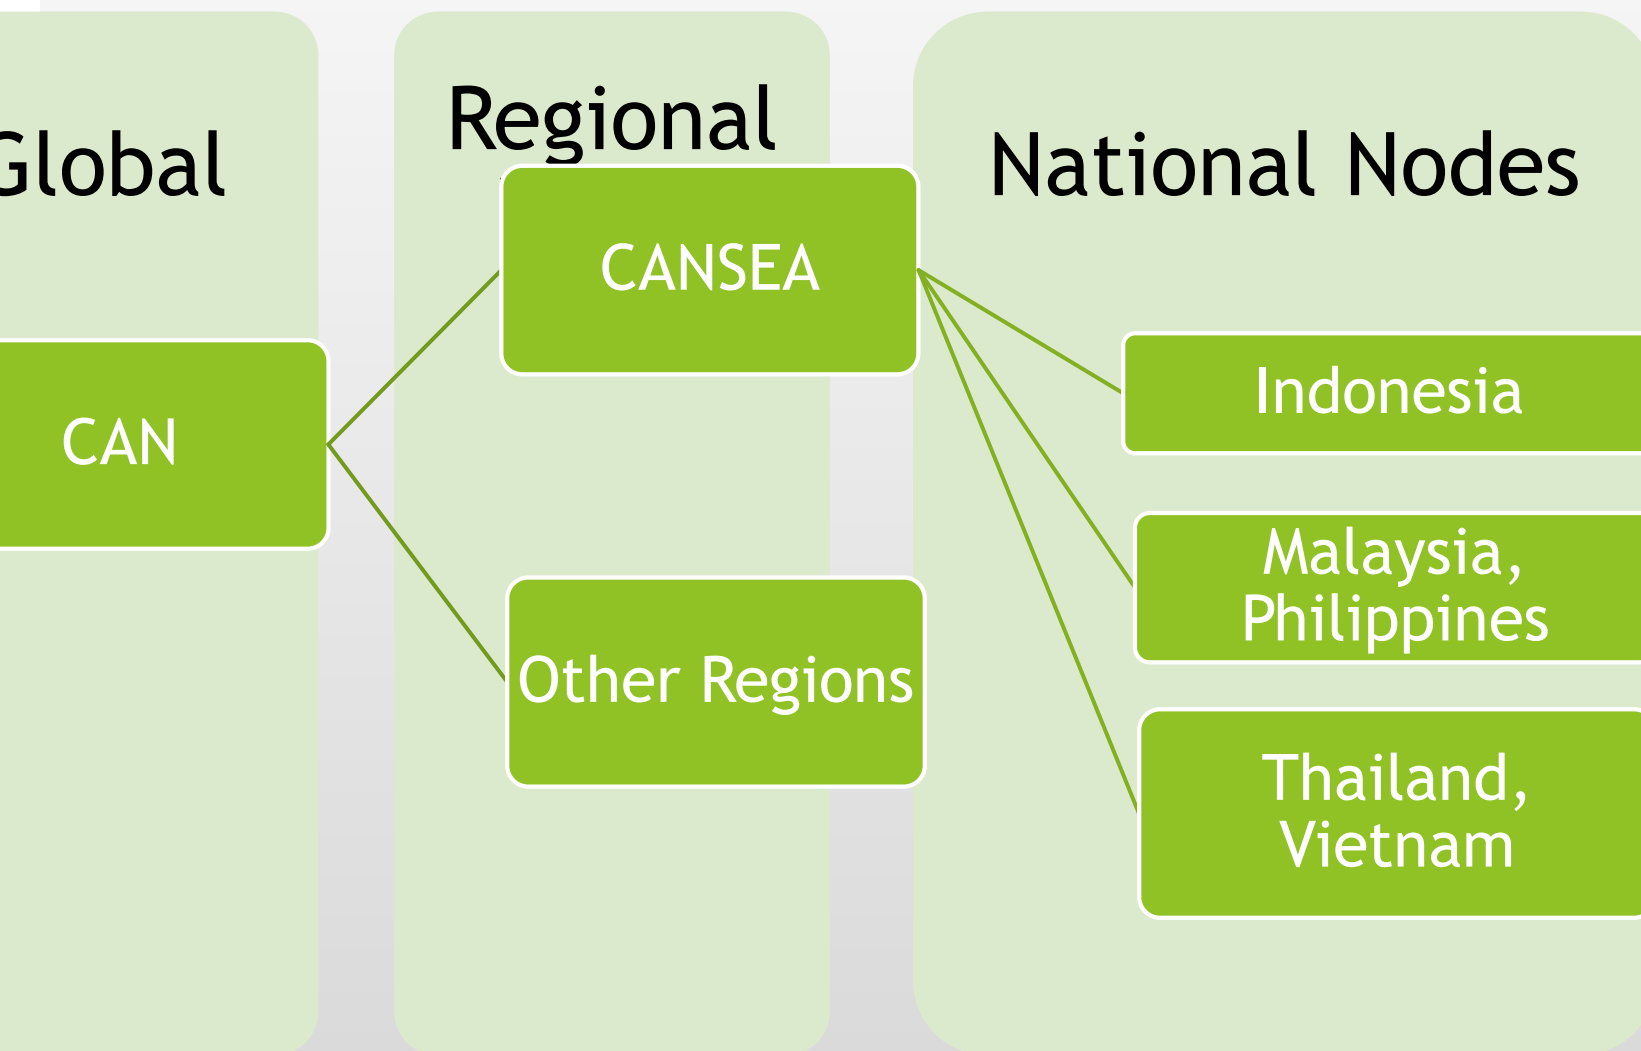 Global
Regional
National Nodes
CAN
CANSEA
Other Regions
Indonesia
Malaysia,
Philippines
Thailand,
Vietnam